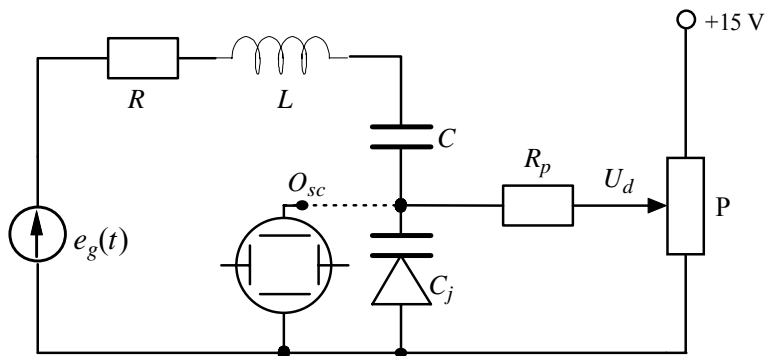 +15 V
R
L
C
R_p
O_sc
U_d
P
e_g(t)
C_j